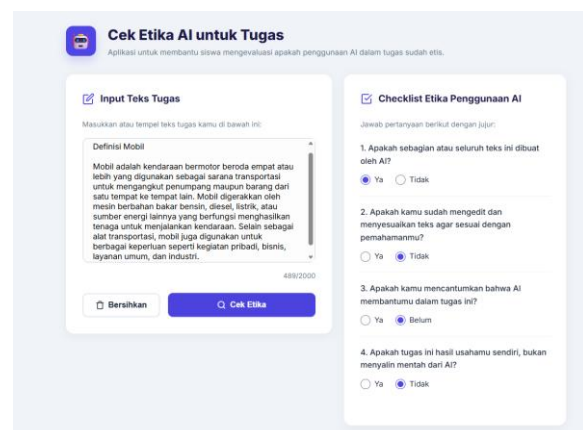 Cek Etika AI untuk Tugas
Aplikasi untuk membantu siswa mengevaluasi apakah penggunaan AI dalam tugas sudah etis.
Input Teks Tugas
Masukkan atau tempel teks tugas kamu di bawah ini:
Definisi Mobil
Mobil adalah kendaraan bermotor beroda empat atau
lebih yang digunakan sebagai sarana transportasi
untuk mengangkut penumpang maupun barang dari
satu tempat ke tempat lain. Mobil digerakkan oleh
mesin berbahan bakar bensin, diesel, listrik, atau
sumber energi lainnya yang berfungsi menghasilkan
tenaga untuk menjalankan kendaraan. Selain sebagai
alat transportasi, mobil juga digunakan untuk
berbagai keperluan seperti kegiatan pribadi, bisnis,
layanan umum, dan industri.
489/2000
Bersihkan
Cek Etika
Checklist Etika Penggunaan AI
Jawab pertanyaan berikut dengan jujur:
1. Apakah sebagian atau seluruh teks ini dibuat
oleh AI?
Ya Tidak
2. Apakah kamu sudah mengedit dan
menyesuaikan teks agar sesuai dengan
pemahamanmu?
Ya Tidak
3. Apakah kamu mencantumkan bahwa AI
membantumu dalam tugas ini?
Ya Belum
4. Apakah tugas ini hasil usahamu sendiri, bukan
menyalin mentah dari AI?
Ya Tidak